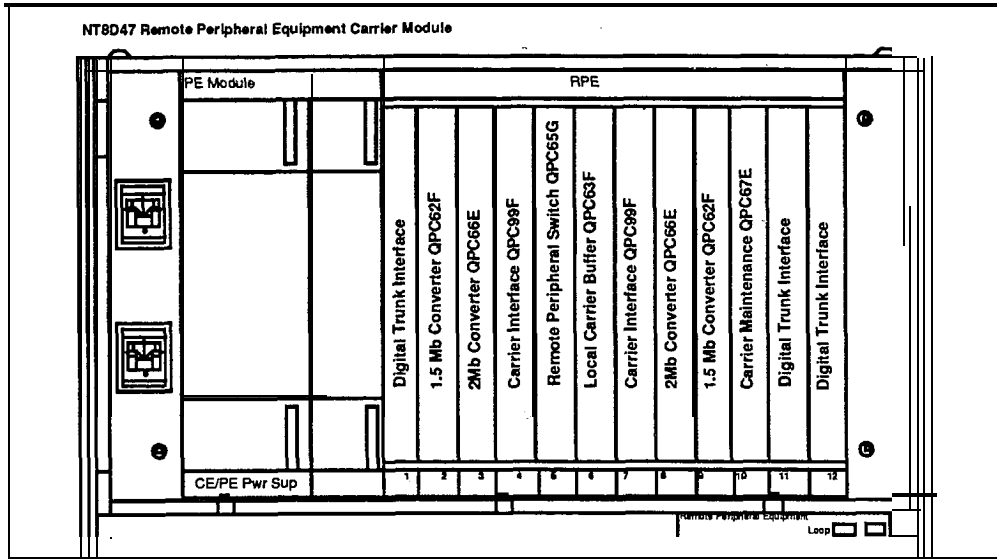 NT8D47 Remote Peripheral Equipment Carrier Module
PE Module
RPE
Digital Trunk Interface
1.5 Mb Converter QPC62F
2Mb Converter QPC66E
Carrier Interface QPC99F
Remote Peripheral Switch QPC65G
Local Carrier Buffer QPC63F
Carrier Interface QPC99F
2Mb Converter QPC66E
1.5 Mb Converter QPC62F
Carrier Maintenance QPC67E
Digital Trunk Interface
Digital Trunk Interface
CE/PE Pwr Sup
1 2 3 4 5 6 7 8 9 10 11 12
Remote Peripheral Equipment
Loop